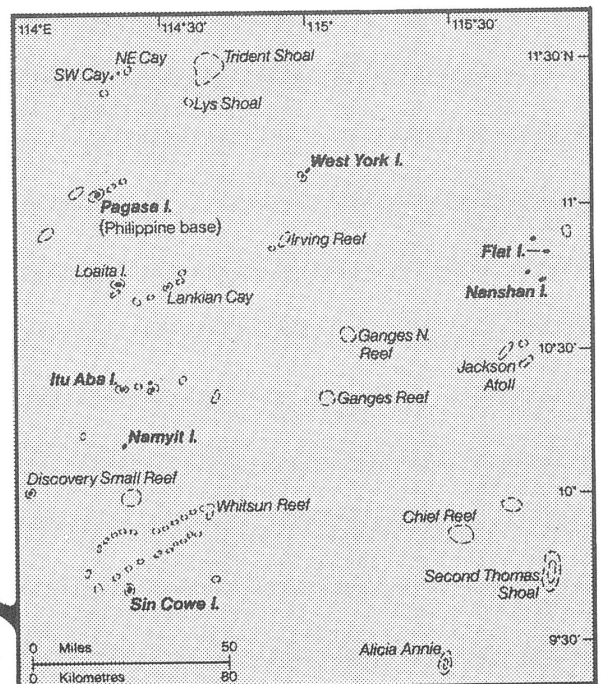 114°E
114°30'
115°
115°30'
11°30'N
NE Cay
Trident Shoal
SW Cay
Lys Shoal
West York I.
11°
Pagasa I.
(Philippine base)
Irving Reef
Flat I.
Loaita I.
Nanshan I.
Lankian Cay
Ganges N.
Reef
10°30'
Jackson
Atoll
Itu Aba I.
Ganges Reef
Namyit I.
Discovery Small Reef
10°
Whitsun Reef
Chief Reef
Second Thomas
Shoal
Sin Cowe I.
9°30'
Alicia Annie
0 Miles 50
0 Kilometres 80